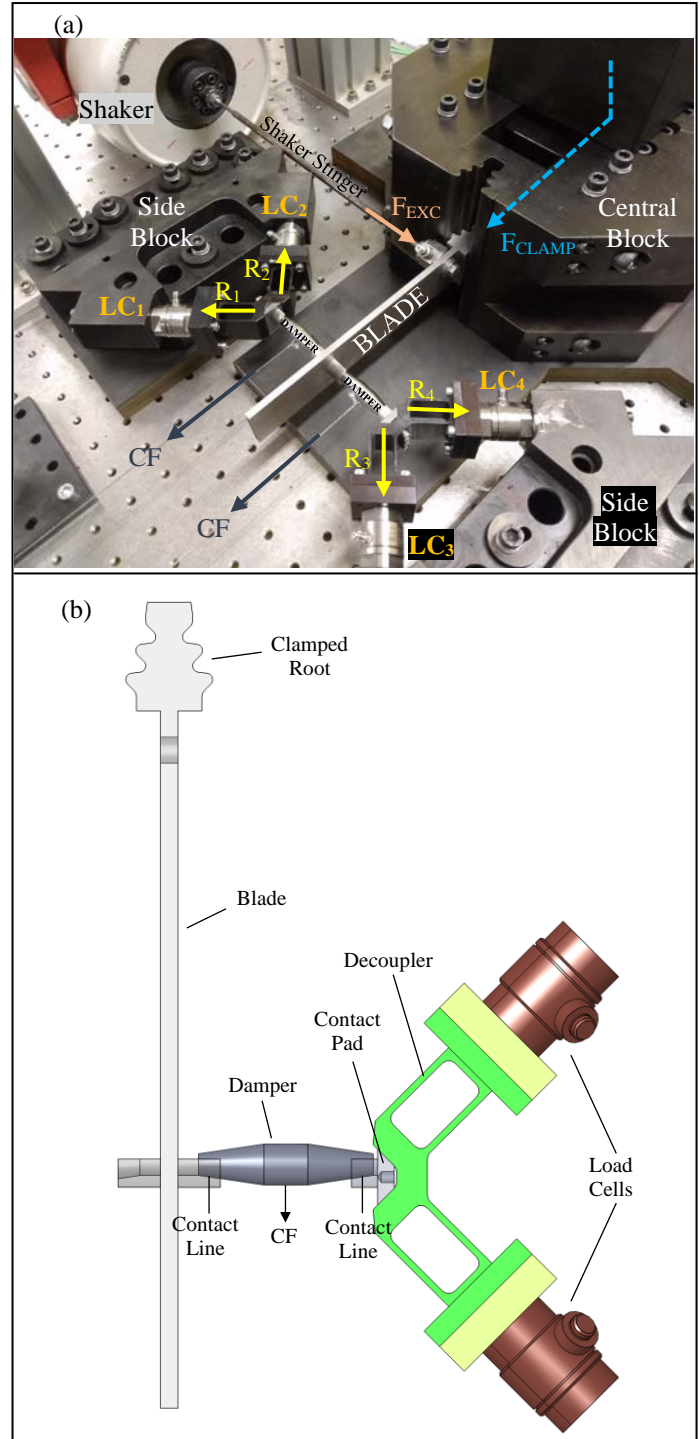 (a)
Shaker
Shaker Stinger
Side
Block
LC2
FEXC
Central
Block
FCLAMP
R2
R1
LC1
BLADE
DAMPER
DAMPER
LC4
R4
CF
R3
CF
Side
Block
LC3
(b)
Clamped
Root
Blade
Decoupler
Contact
Pad
Damper
Load
Cells
Contact
Line
Contact
Line
CF